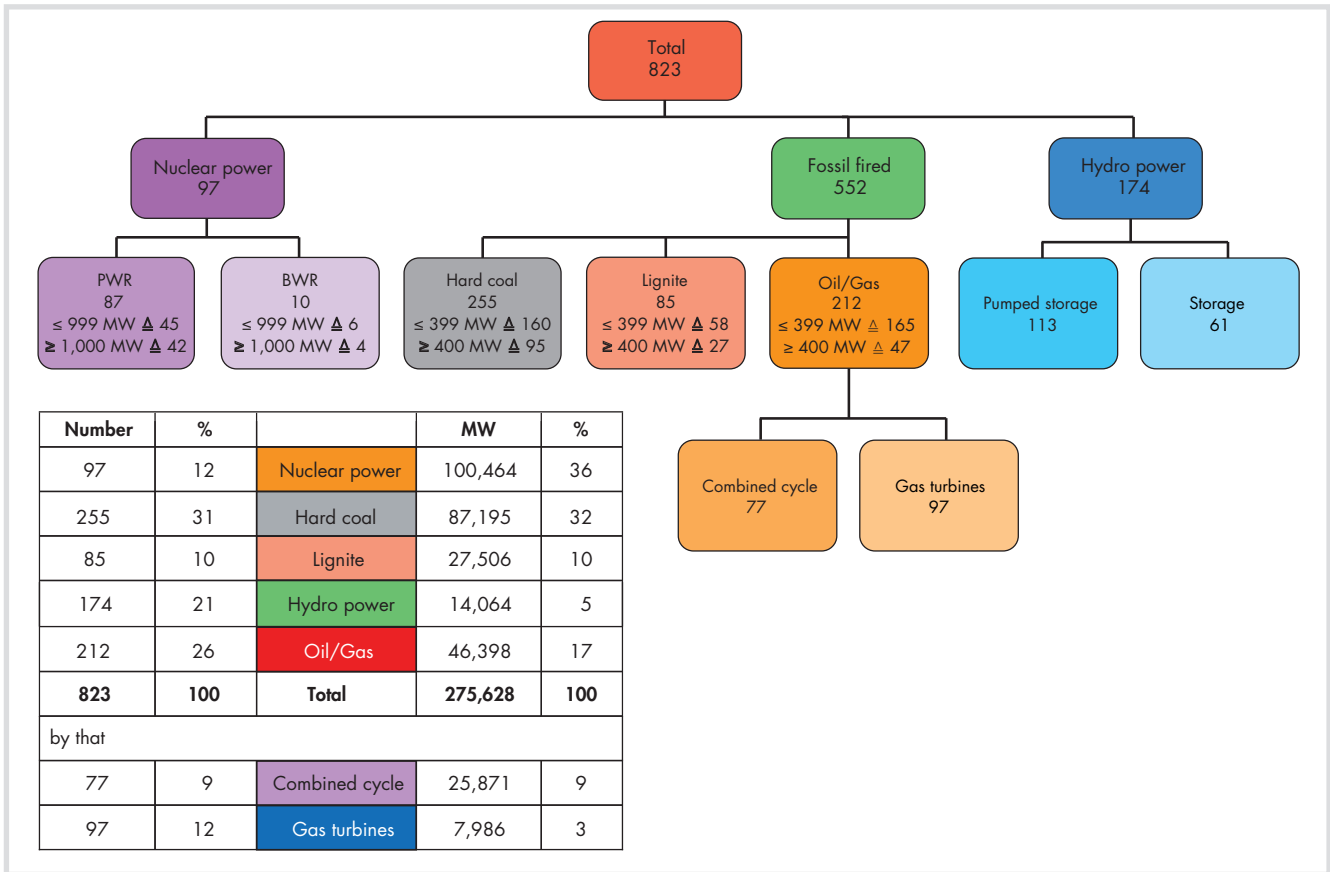 Total
823
Nuclear power
97
Fossil fired
552
Hydro power
174
PWR
87
≤ 999 MW ≙ 45
≥ 1,000 MW ≙ 42
BWR
10
≤ 999 MW ≙ 6
≥ 1,000 MW ≙ 4
Hard coal
255
≤ 399 MW ≙ 160
≥ 400 MW ≙ 95
Lignite
85
≤ 399 MW ≙ 58
≥ 400 MW ≙ 27
Oil/Gas
212
≤ 399 MW ≙ 165
≥ 400 MW ≙ 47
Pumped storage
113
Storage
61
Combined cycle
77
Gas turbines
97
Number % MW %
97 12 Nuclear power 100,464 36
255 31 Hard coal 87,195 32
85 10 Lignite 27,506 10
174 21 Hydro power 14,064 5
212 26 Oil/Gas 46,398 17
823 100 Total 275,628 100
by that
77 9 Combined cycle 25,871 9
97 12 Gas turbines 7,986 3